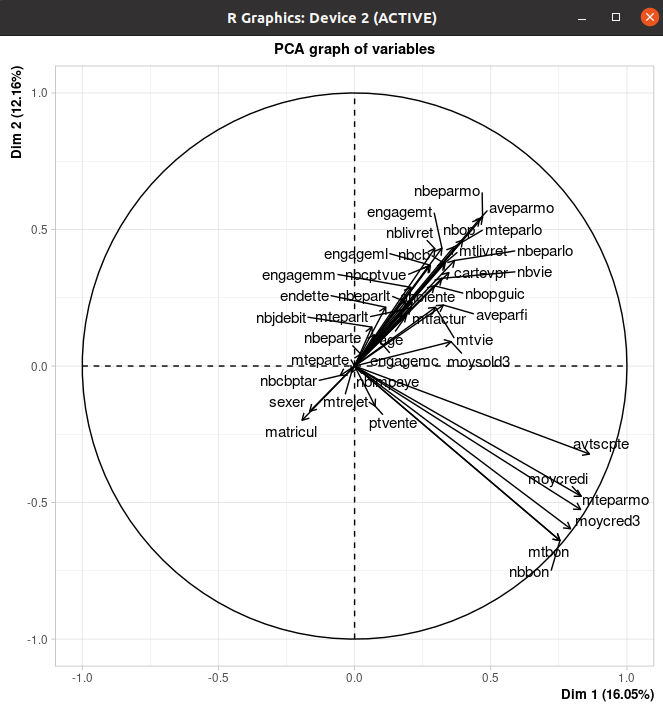 R Graphics: Device 2 (ACTIVE)
PCA graph of variables
Dim 2 (12.16%)
1.0
nbeparmo
aveparmo
engagemt
0.5
nblivret
nbop
mteparlo
engageml
nbcb
mtlivret
nbeparlo
engagemm
nbcptvue
cartevpr
nbvie
endette
nbeparlt
nbopguic
nbjdebit
mteparlt
mtfactur
aveparfi
nbeparte
mtvie
0.0
mteparte
engagemc
moysold3
nbcbptar
nbimpaye
sexer
mtrejet
matricul
ptvente
avtscpte
moycredi
-0.5
mteparmo
moycred3
mtbon
nbbon
-1.0
-1.0
-0.5
0.0
0.5
1.0
Dim 1 (16.05%)